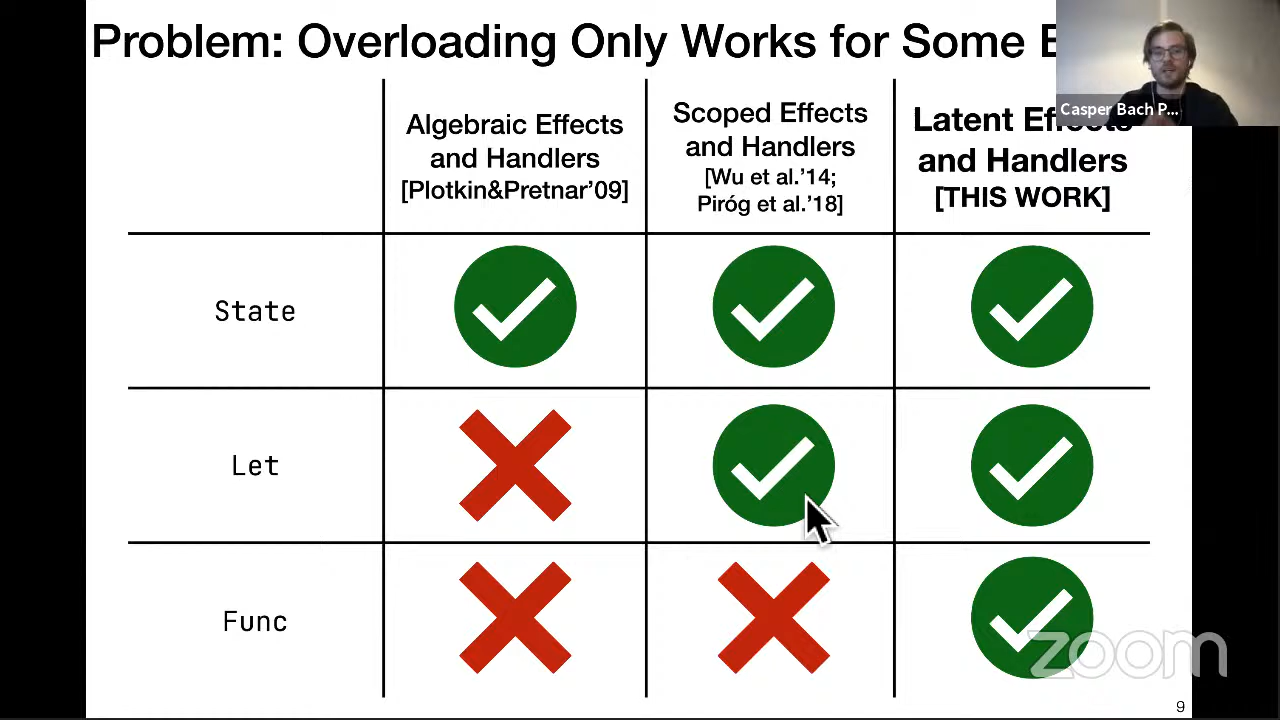 Problem: Overloading Only Works for Some
Casper Bach P...
Algebraic Effects
and Handlers
[Plotkin&Pretnar’09]
Scoped Effects
and Handlers
[Wu et al.’14;
Piróg et al.’18]
Latent Effects
and Handlers
[THIS WORK]
State
Let
Func
zoom
9